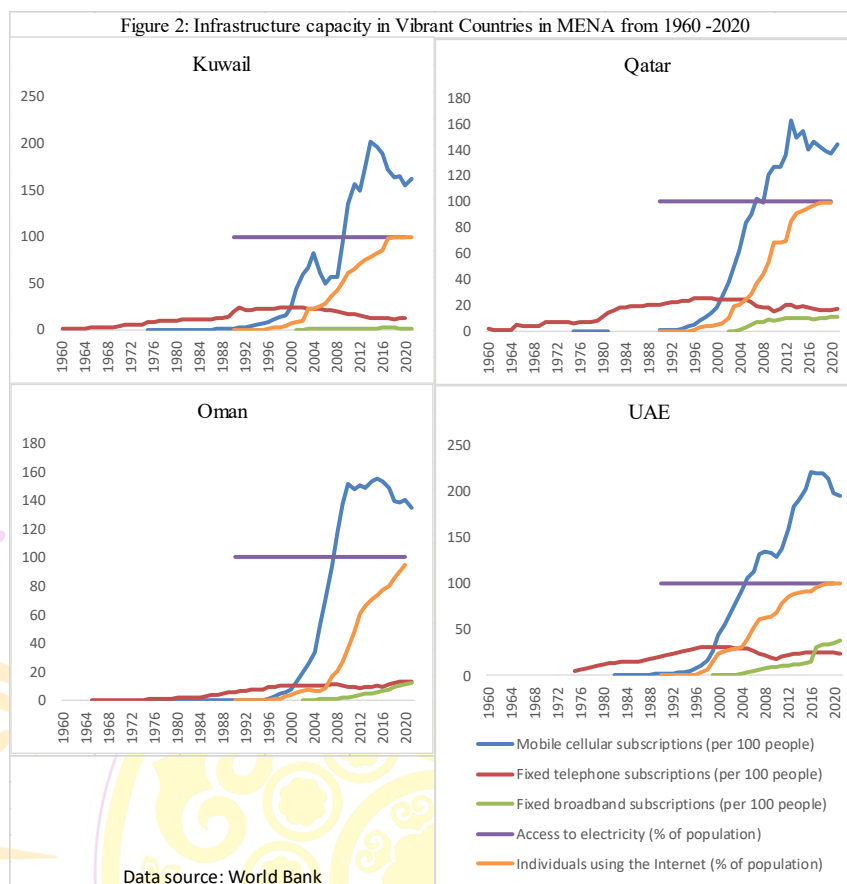 Figure 2: Infrastructure capacity in Vibrant Countries in MENA from 1960 -2020
Kuwail
250
200
150
100
50
0
1960 1964 1968 1972 1976 1980 1984 1988 1992 1996 2000 2004 2008 2012 2016 2020
Qatar
180
160
140
120
100
80
60
40
20
0
1960 1964 1968 1972 1976 1980 1984 1988 1992 1996 2000 2004 2008 2012 2016 2020
Oman
180
160
140
120
100
80
60
40
20
0
1960 1964 1968 1972 1976 1980 1984 1988 1992 1996 2000 2004 2008 2012 2016 2020
UAE
250
200
150
100
50
0
1960 1964 1968 1972 1976 1980 1984 1988 1992 1996 2000 2004 2008 2012 2016 2020
Mobile cellular subscriptions (per 100 people)
Fixed telephone subscriptions (per 100 people)
Fixed broadband subscriptions (per 100 people)
Access to electricity (% of population)
Individuals using the Internet (% of population)
Data source: World Bank